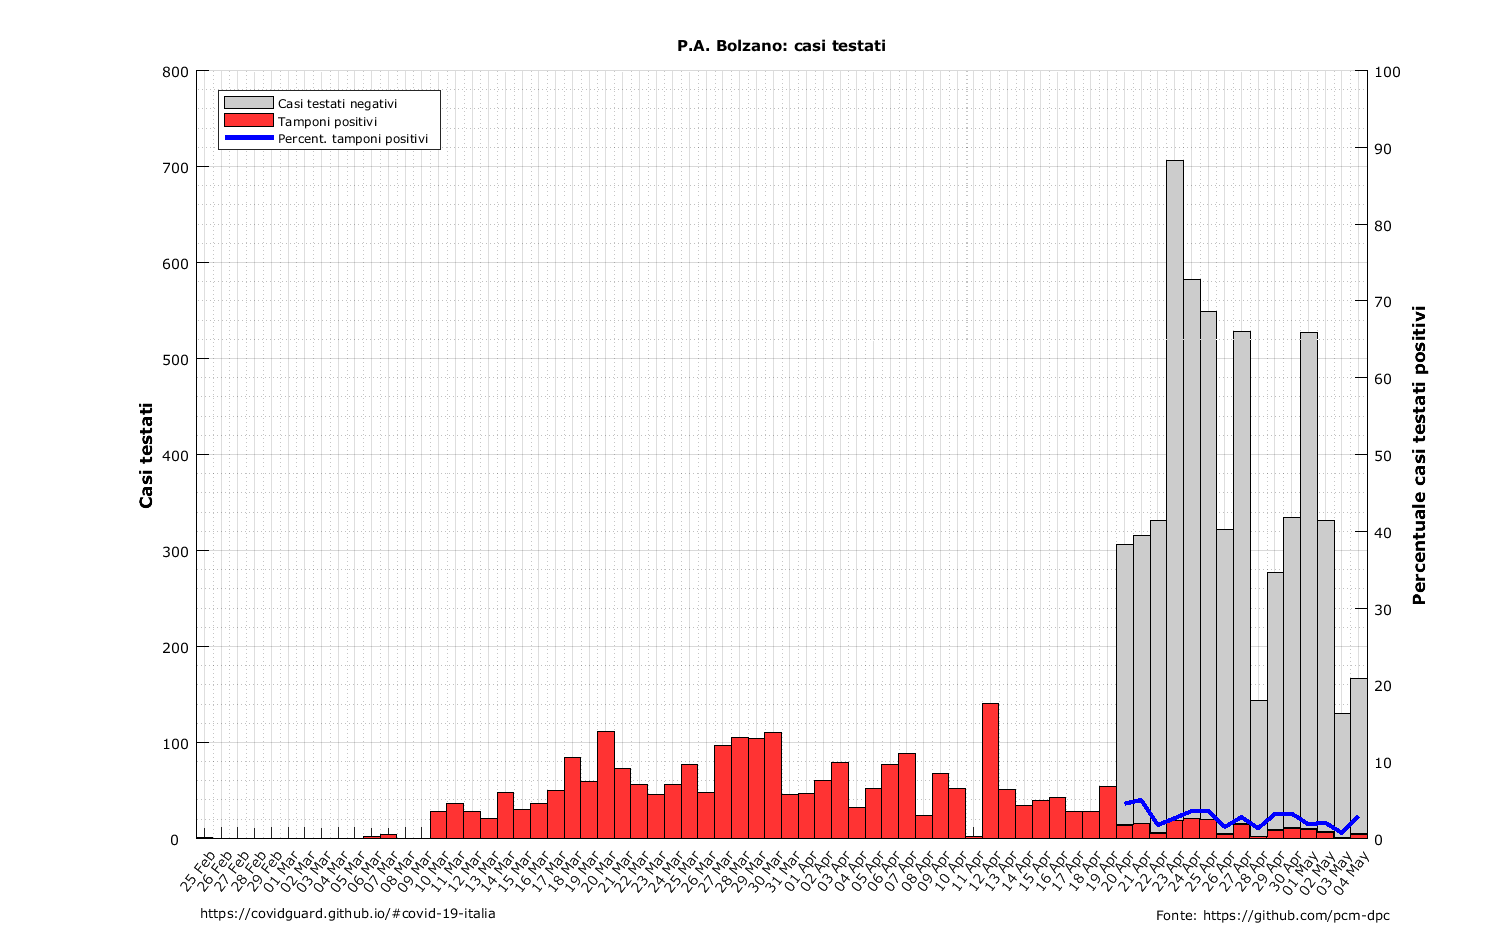 P.A. Bolzano: casi testati
Casi testati negativi
Tamponi positivi
Percent. tamponi positivi
Casi testati
800
700
600
500
400
300
200
100
0
100
90
80
70
60
50
40
30
20
10
0
Percentuale casi testati positivi
25 Feb
26 Feb
27 Feb
28 Feb
29 Feb
01 Mar
02 Mar
03 Mar
04 Mar
05 Mar
06 Mar
07 Mar
08 Mar
09 Mar
10 Mar
11 Mar
12 Mar
13 Mar
14 Mar
15 Mar
16 Mar
17 Mar
18 Mar
19 Mar
20 Mar
21 Mar
22 Mar
23 Mar
24 Mar
25 Mar
26 Mar
27 Mar
28 Mar
29 Mar
30 Mar
31 Mar
01 Apr
02 Apr
03 Apr
04 Apr
05 Apr
06 Apr
07 Apr
08 Apr
09 Apr
10 Apr
11 Apr
12 Apr
13 Apr
14 Apr
15 Apr
16 Apr
17 Apr
18 Apr
19 Apr
20 Apr
21 Apr
22 Apr
23 Apr
24 Apr
25 Apr
26 Apr
27 Apr
28 Apr
29 Apr
30 Apr
01 May
02 May
03 May
04 May
https://covidguard.github.io/#covid-19-italia
Fonte: https://github.com/pcm-dpc